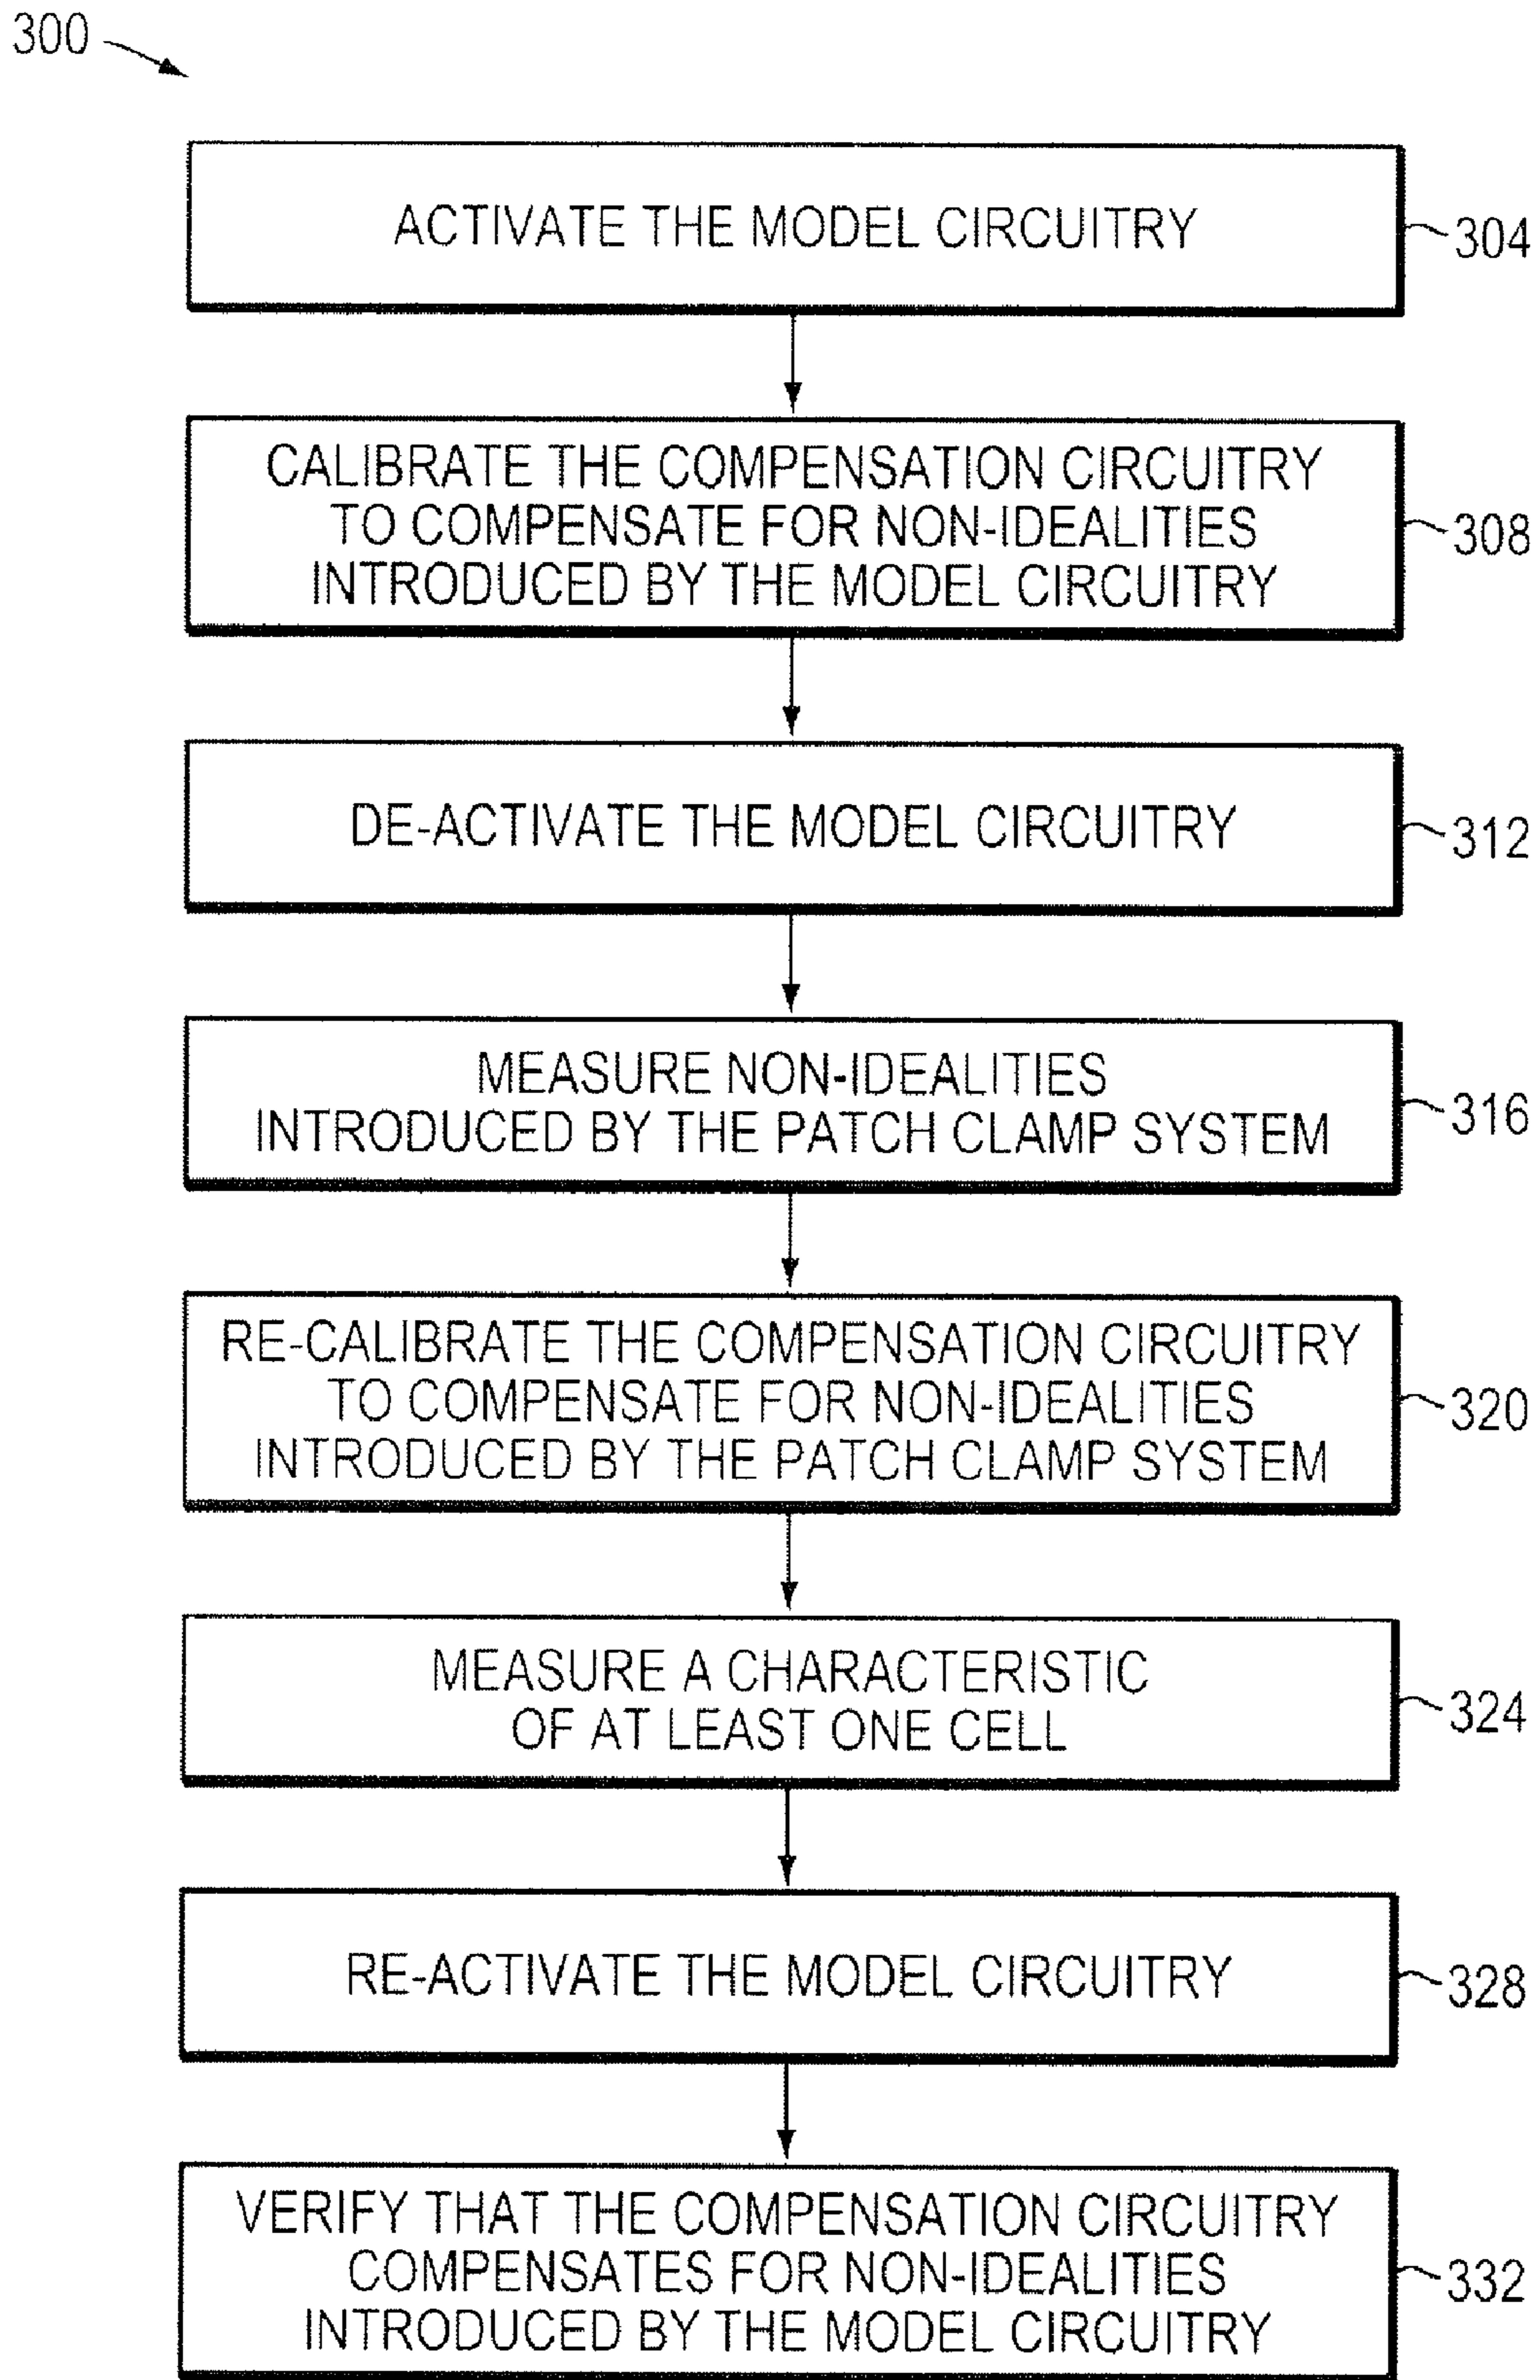 300
ACTIVATE THE MODEL CIRCUITRY
304
CALIBRATE THE COMPENSATION CIRCUITRY
TO COMPENSATE FOR NON-IDEALITIES
INTRODUCED BY THE MODEL CIRCUITRY
308
DE-ACTIVATE THE MODEL CIRCUITRY
312
MEASURE NON-IDEALITIES
INTRODUCED BY THE PATCH CLAMP SYSTEM
316
RE-CALIBRATE THE COMPENSATION CIRCUITRY
TO COMPENSATE FOR NON-IDEALITIES
INTRODUCED BY THE PATCH CLAMP SYSTEM
320
MEASURE A CHARACTERISTIC
OF AT LEAST ONE CELL
324
RE-ACTIVATE THE MODEL CIRCUITRY
328
VERIFY THAT THE COMPENSATION CIRCUITRY
COMPENSATES FOR NON-IDEALITIES
INTRODUCED BY THE MODEL CIRCUITRY
332